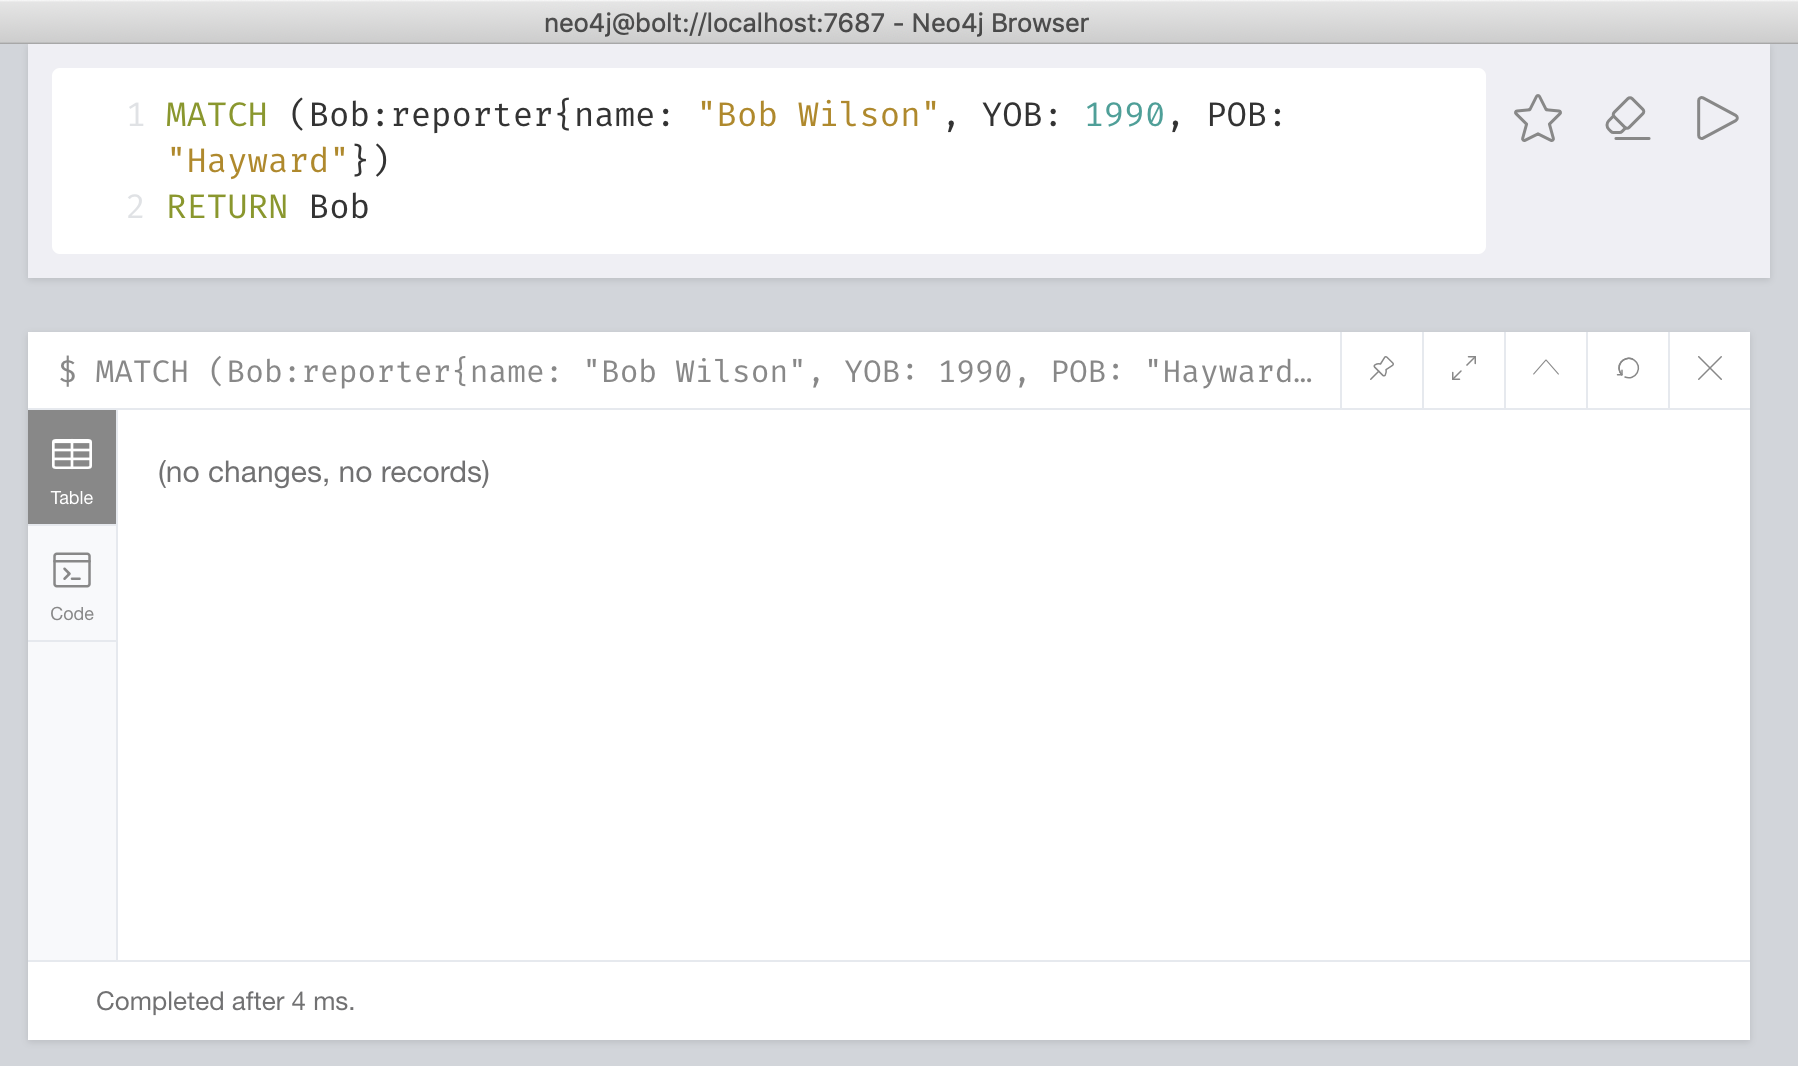 neo4j@bolt://localhost:7687 - Neo4j Browser
1 MATCH (Bob:reporter{name: "Bob Wilson", YOB: 1990, POB:
"Hayward"})
2 RETURN Bob
$ MATCH (Bob:reporter{name: "Bob Wilson", YOB: 1990, POB: "Hayward…
Table
(no changes, no records)
Code
Completed after 4 ms.